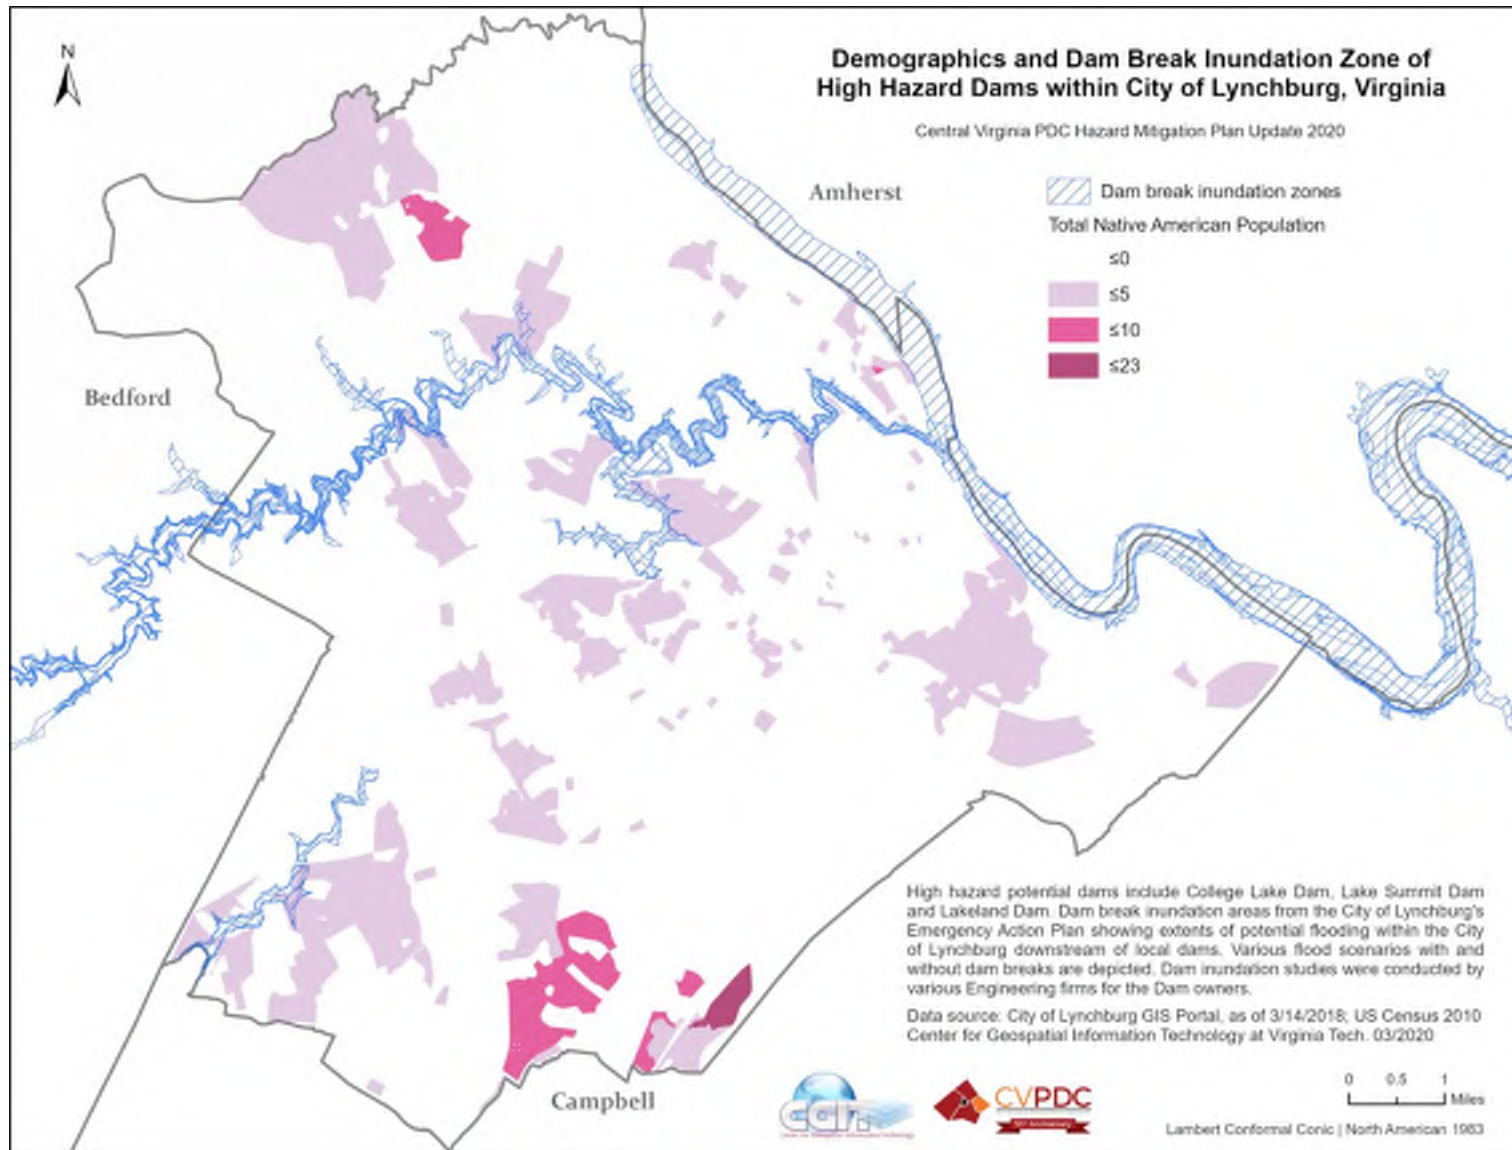 N
Demographics and Dam Break Inundation Zone of
High Hazard Dams within City of Lynchburg, Virginia
Central Virginia PDC Hazard Mitigation Plan Update 2020
Amherst
Dam break inundation zones
Total Native American Population
≤0
≤5
≤10
≤23
Bedford
High hazard potential dams include College Lake Dam, Lake Summit Dam
and Lakeland Dam. Dam break inundation areas from the City of Lynchburg's
Emergency Action Plan showing extents of potential flooding within the City
of Lynchburg downstream of local dams. Various flood scenarios with and
without dam breaks are depicted. Dam inundation studies were conducted by
various Engineering firms for the Dam owners.
Data source: City of Lynchburg GIS Portal, as of 3/14/2018; US Census 2010
Center for Geospatial Information Technology at Virginia Tech. 03/2020
Campbell
CGIT
CVPDC
0 0.5 1
Miles
Lambert Conformal Conic | North American 1983